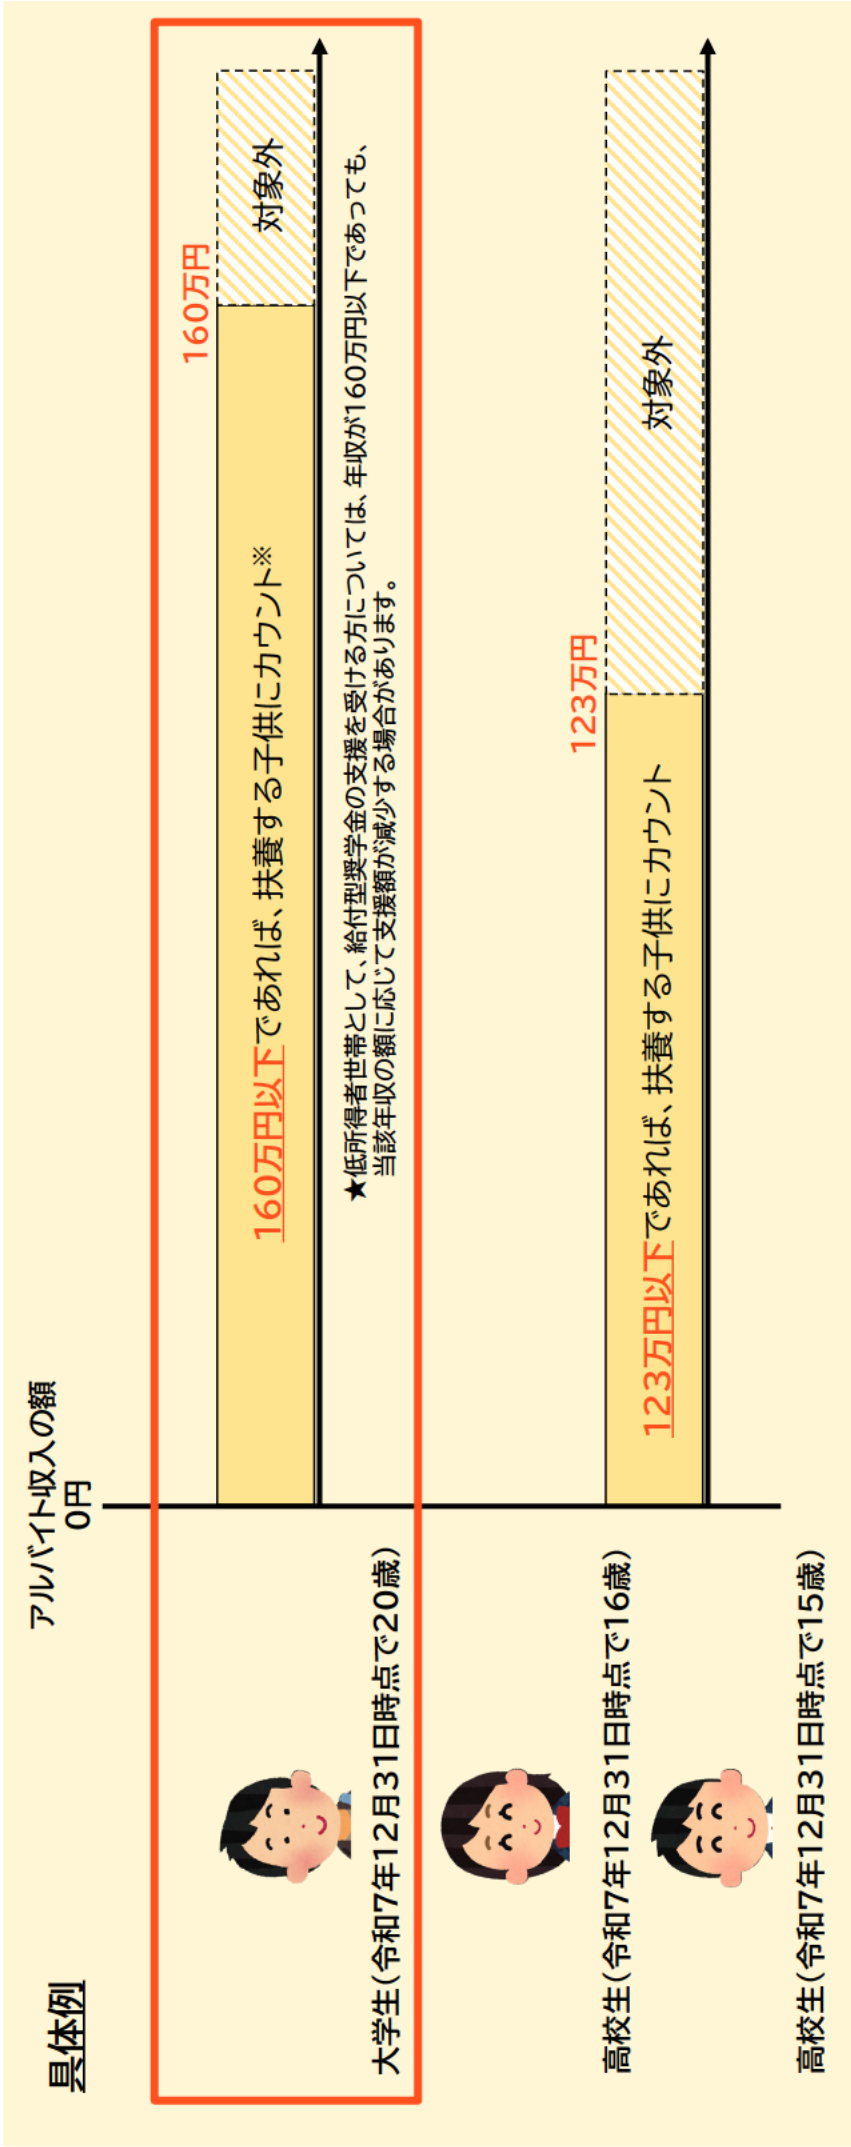 具体例
アルバイト収入の額
0円
160万円
160万円以下であれば、扶養する子供にカウント※
対象外
★低所得者世帯として、給付型奨学金の支援を受ける方については、年収が160万円以下であっても、
当該年収の額に応じて支援額が減少する場合があります。
大学生(令和7年12月31日時点で20歳)
123万円
123万円以下であれば、扶養する子供にカウント
対象外
高校生(令和7年12月31日時点で16歳)
高校生(令和7年12月31日時点で15歳)